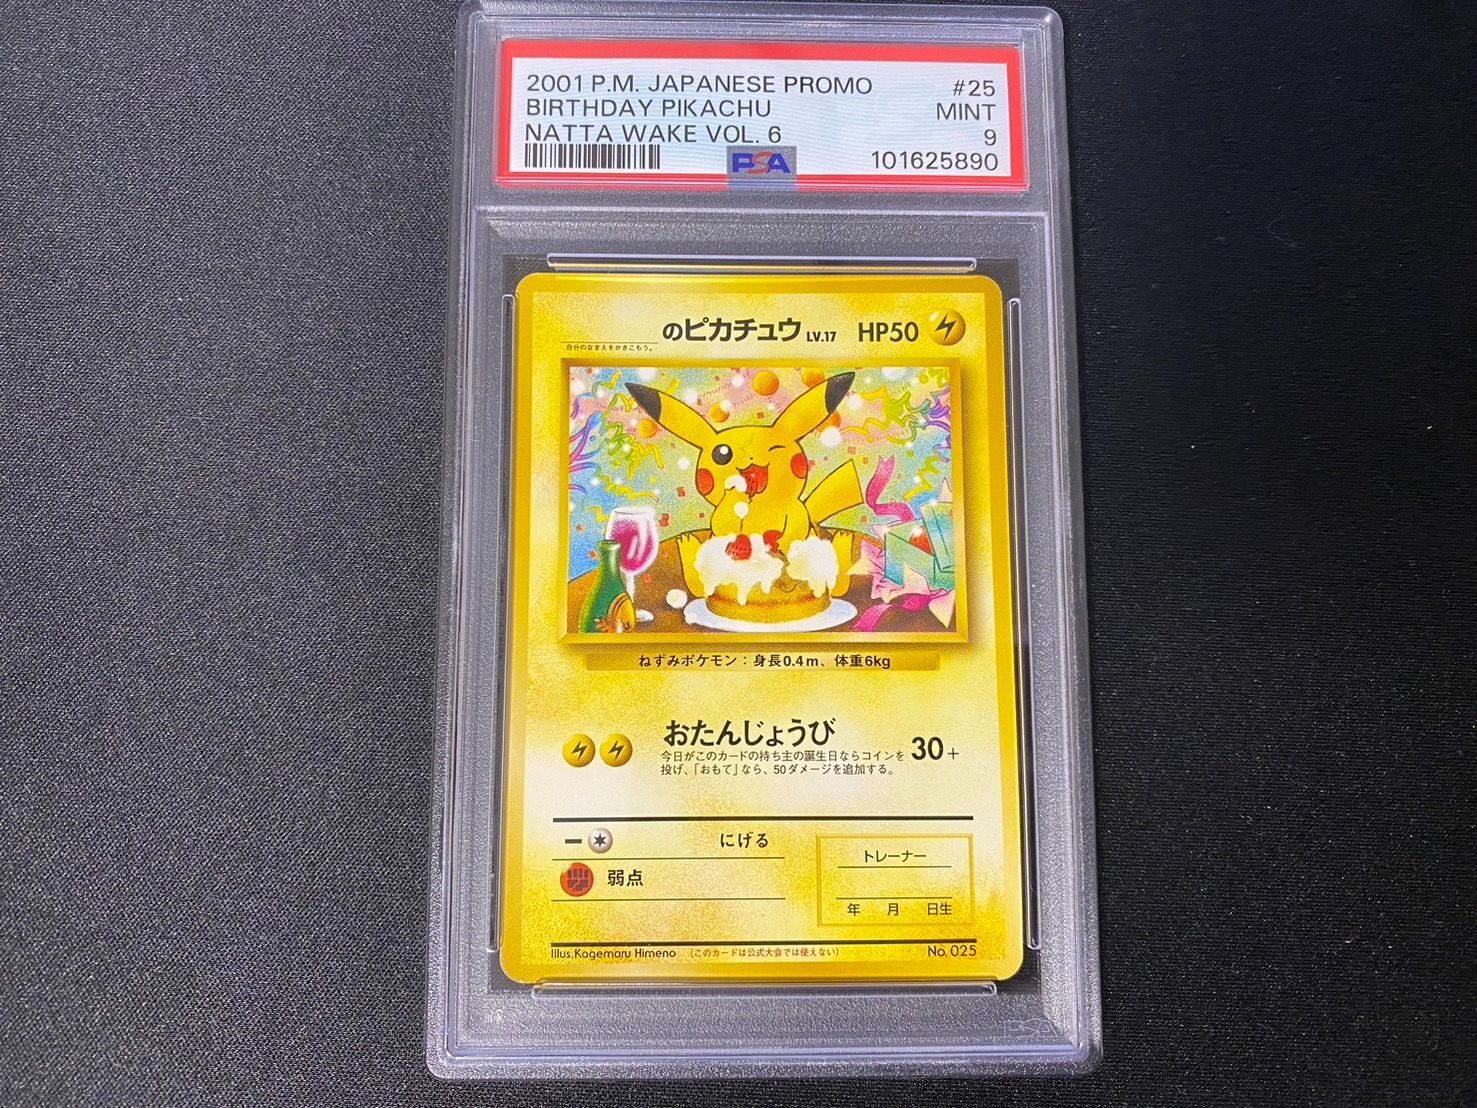 2001 P.M. JAPANESE PROMO #25
BIRTHDAY PIKACHU MINT
NATTA WAKE VOL. 6 9
PSA 101625890
のピカチュウ LV.17 HP50
自分のなまえをかきこもう。
ねずみポケモン：身長0.4m、体重6kg
おたんじょうび 30+
今日がこのカードの持ち主の誕生日ならコインを
投げ、「おもて」なら、50ダメージを追加する。
ー にげる
トレーナー
弱点
年 月 日生
Illus.Kagemaru Himeno （このカードは公式大会では使えない） No. 025
PSA